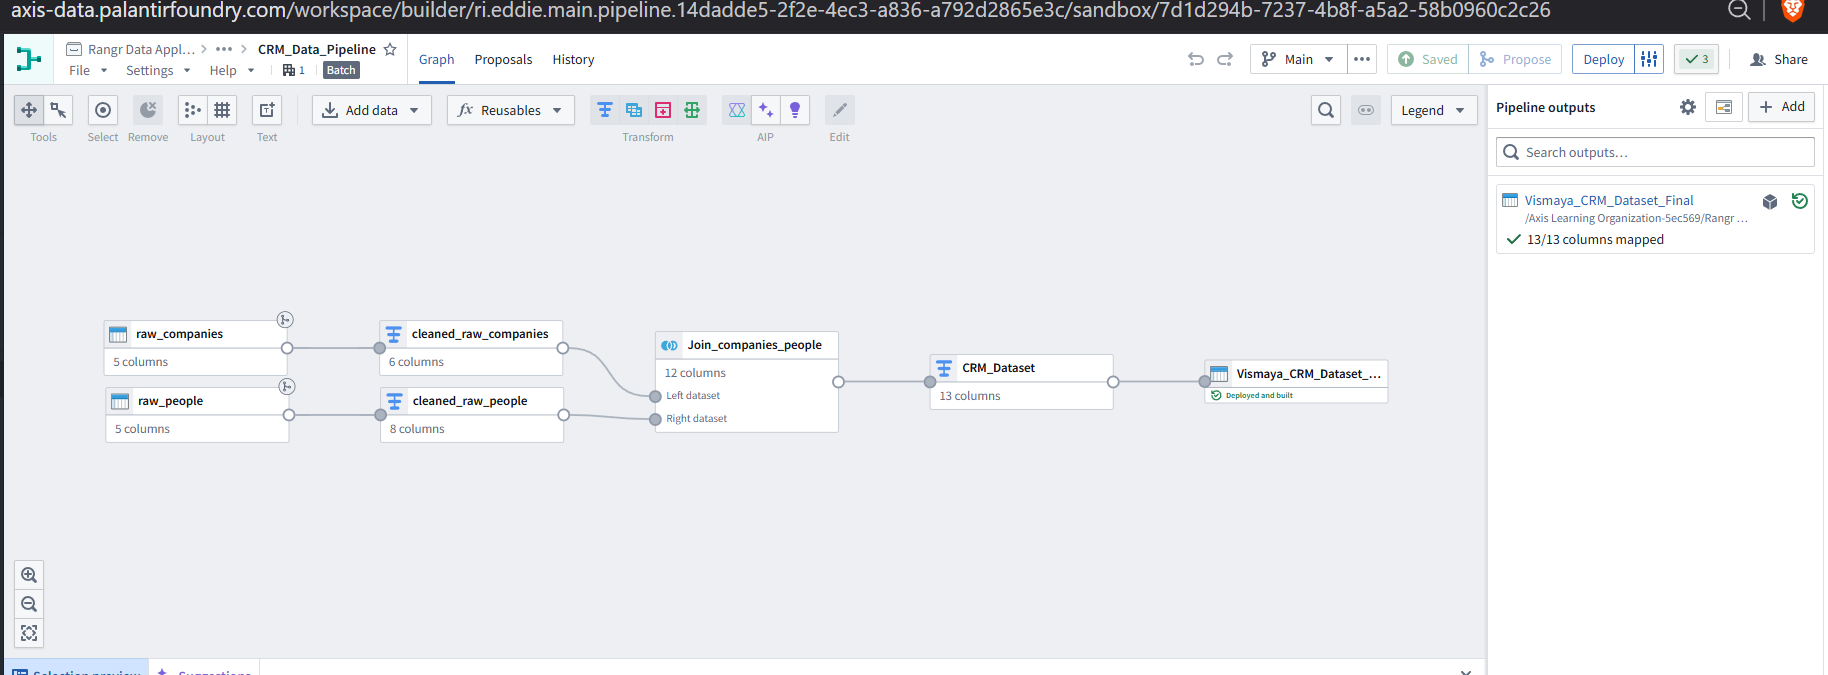 axis-data.palantirfoundry.com/workspace/builder/ri.eddie.main.pipeline.14dadde5-2f2e-4ec3-a836-a792d2865e3c/sandbox/7d1d294b-7237-4b8f-a5a2-58b0960c2c26
Rangr Data Appl... > ••• > CRM_Data_Pipeline
File Settings Help 1 Batch
Graph Proposals History
Main ••• Saved Propose Deploy 3 Share
Tools Select Remove Layout Text
Add data Reusables
Transform AIP Edit
Legend
Pipeline outputs Add
Search outputs...
Vismaya_CRM_Dataset_Final
/Axis Learning Organization-5ec569/Rangr ...
13/13 columns mapped
raw_companies
5 columns
raw_people
5 columns
cleaned_raw_companies
6 columns
cleaned_raw_people
8 columns
Join_companies_people
12 columns
Left dataset
Right dataset
CRM_Dataset
13 columns
Vismaya_CRM_Dataset_...
Deployed and built
Selection preview Suggestions